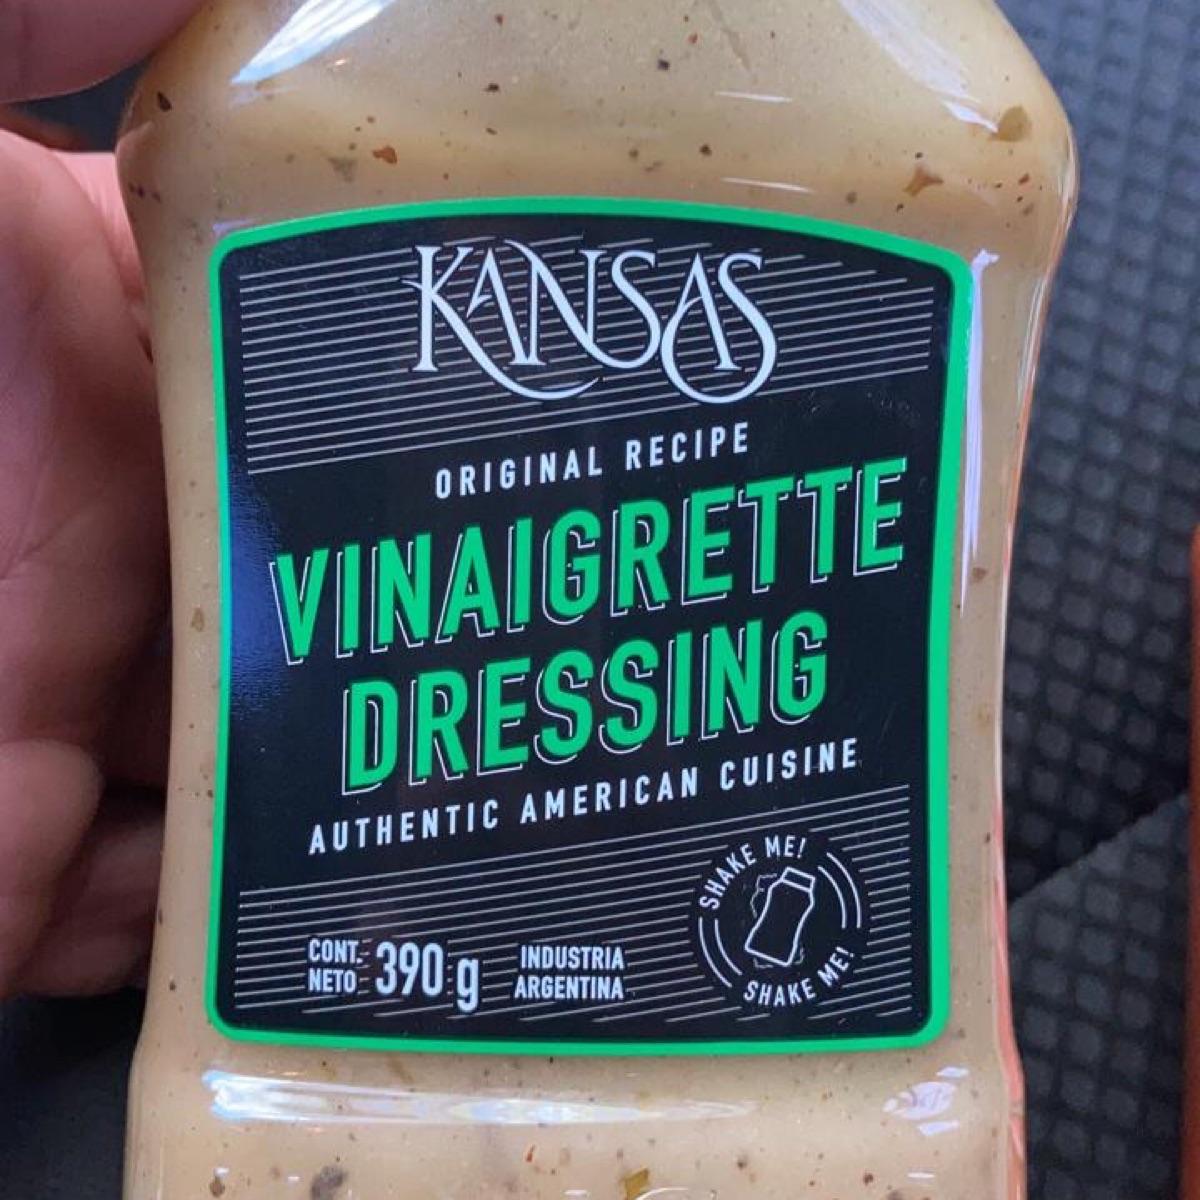 KANSAS
ORIGINAL RECIPE
VINAIGRETTE
DRESSING
AUTHENTIC AMERICAN CUISINE
SHAKE ME!
CONT. NETO 390 g
INDUSTRIA
ARGENTINA
SHAKE ME!